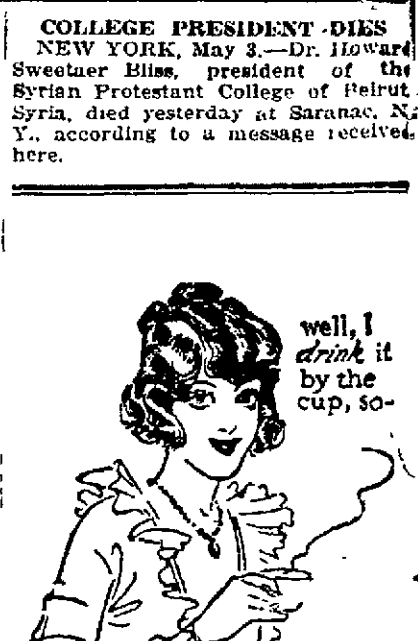 COLLEGE PRESIDENT DIES
NEW YORK, May 3.—Dr. Howard
Sweetser Bliss, president of the
Syrian Protestant College of Beirut,
Syria, died yesterday at Saranac, N.
Y., according to a message received
here.
well, I
drink it
by the
cup, so-